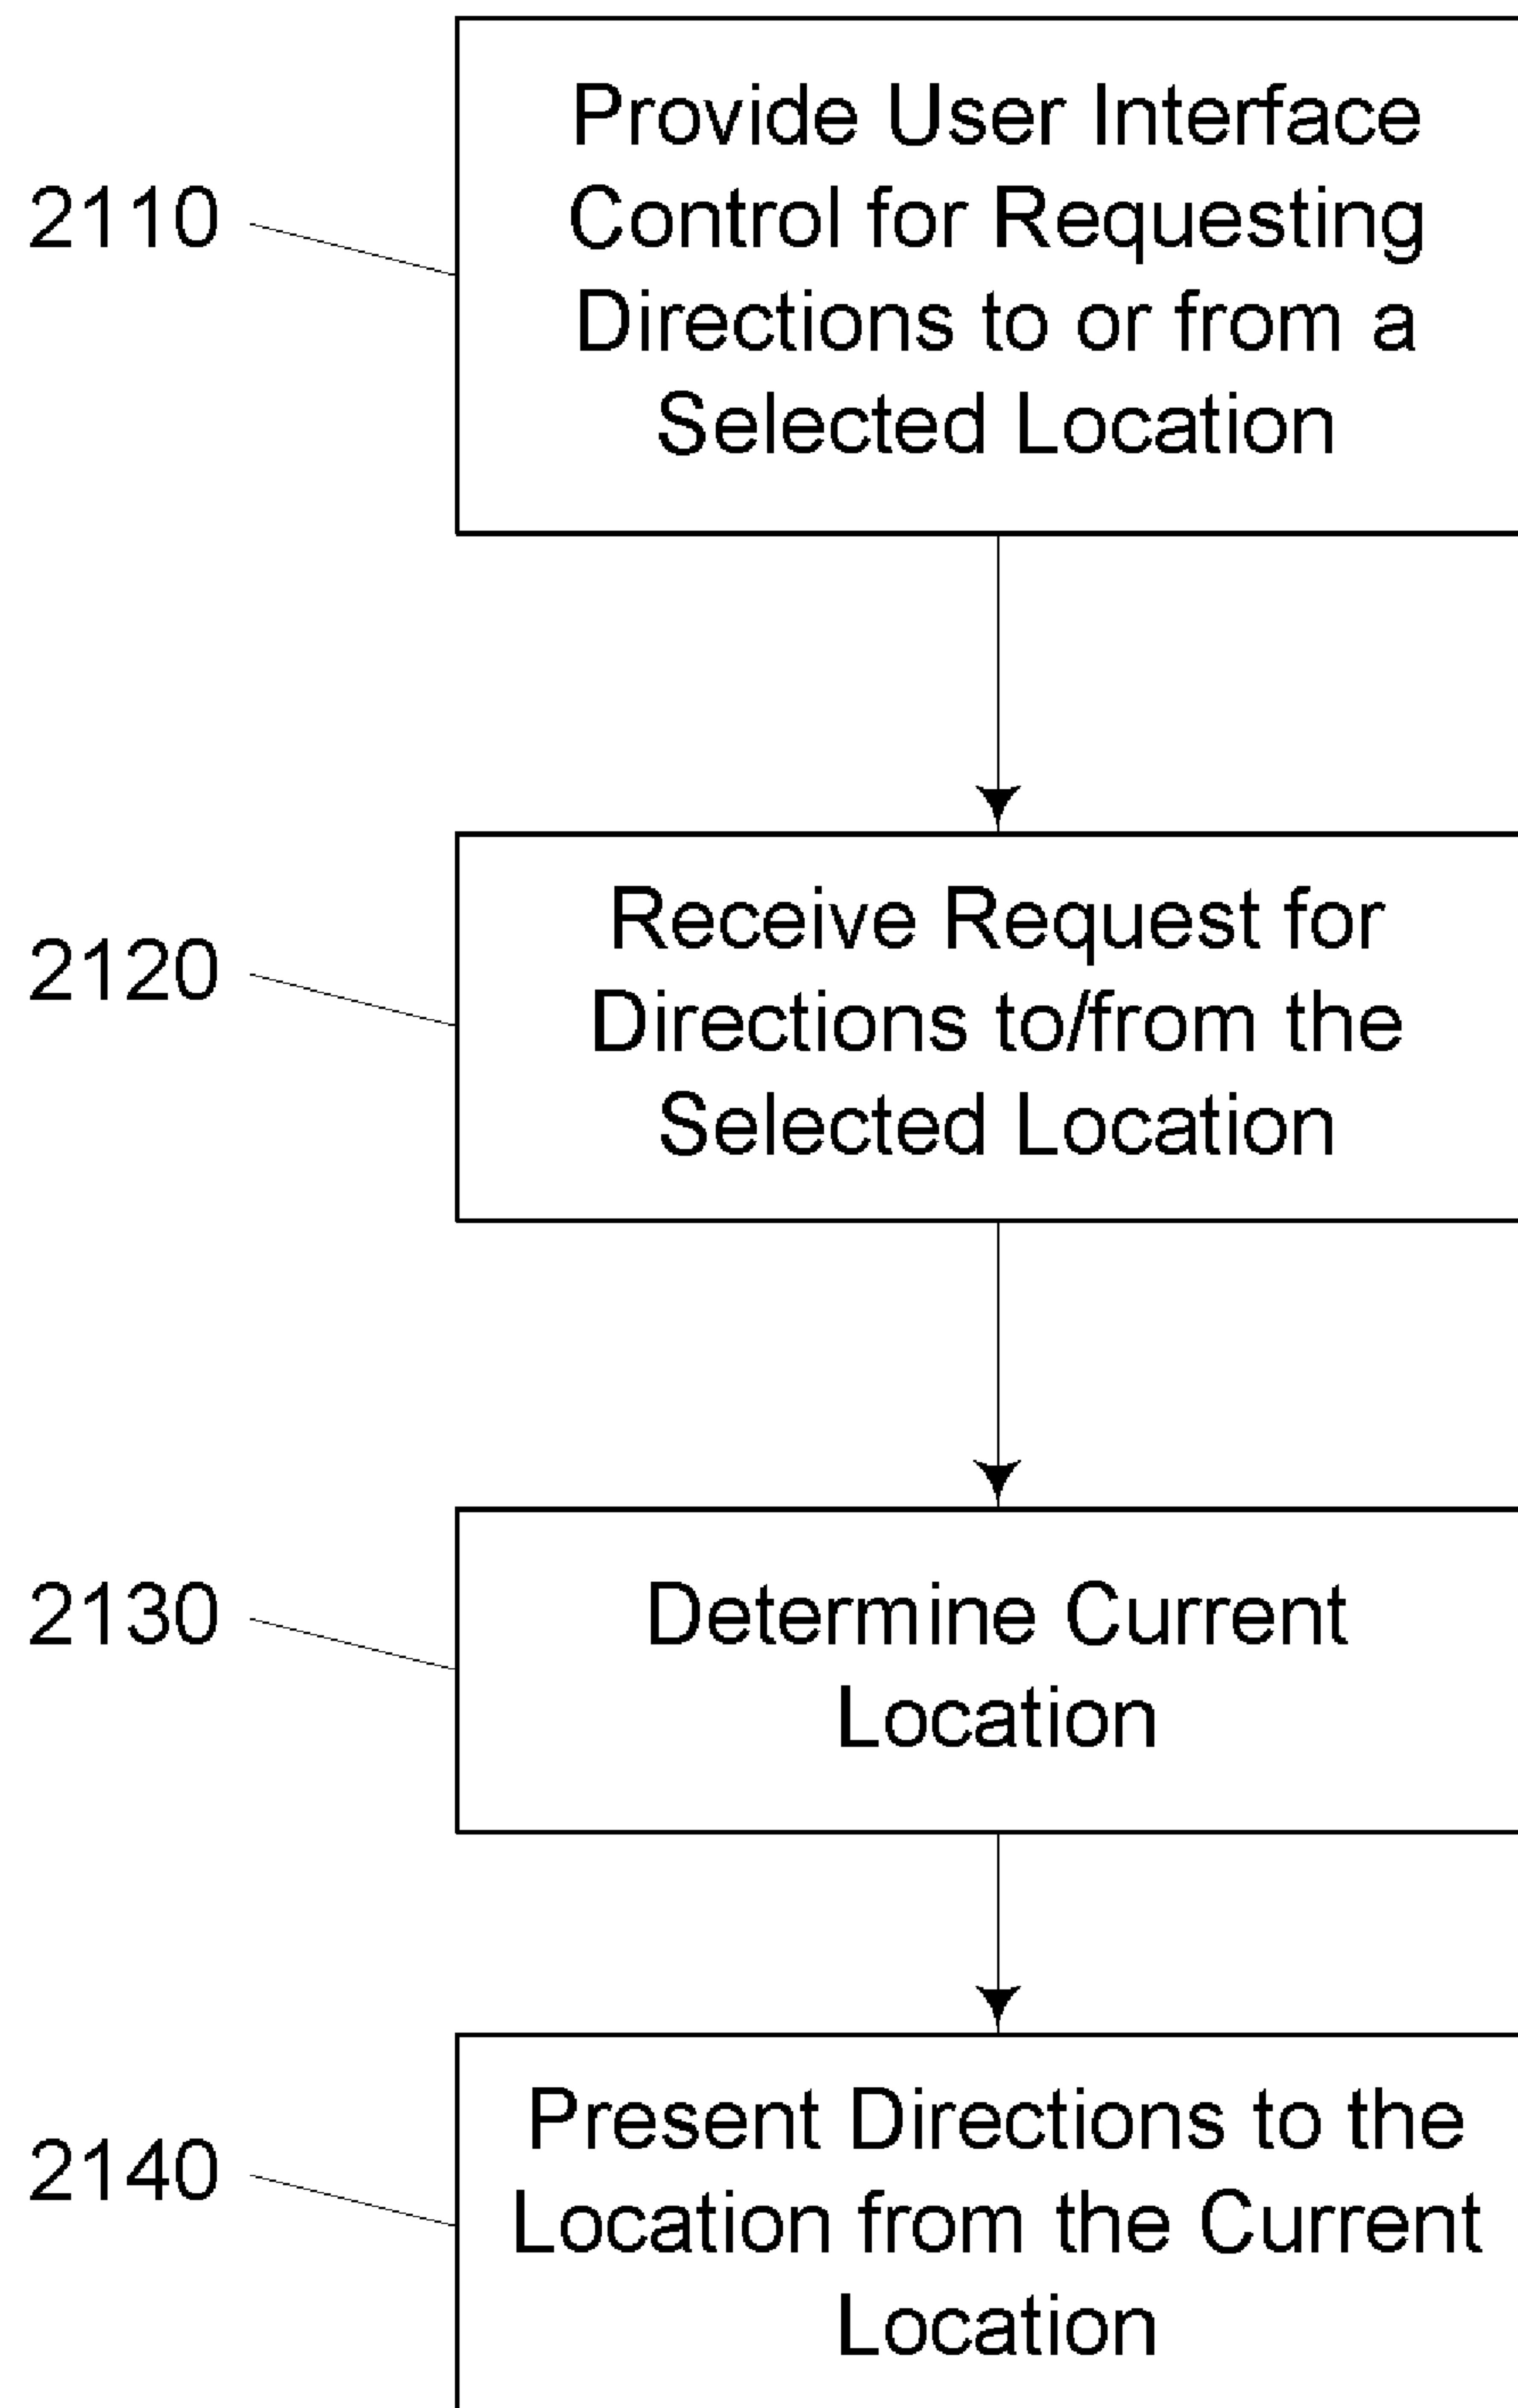 Provide User Interface
2110
Control for Requesting
Directions to or from a
Selected Location
Receive Request for
2120
Directions to/from the
Selected Location
2130
Determine Current
Location
Present Directions to the
2140
Location from the Current
Location